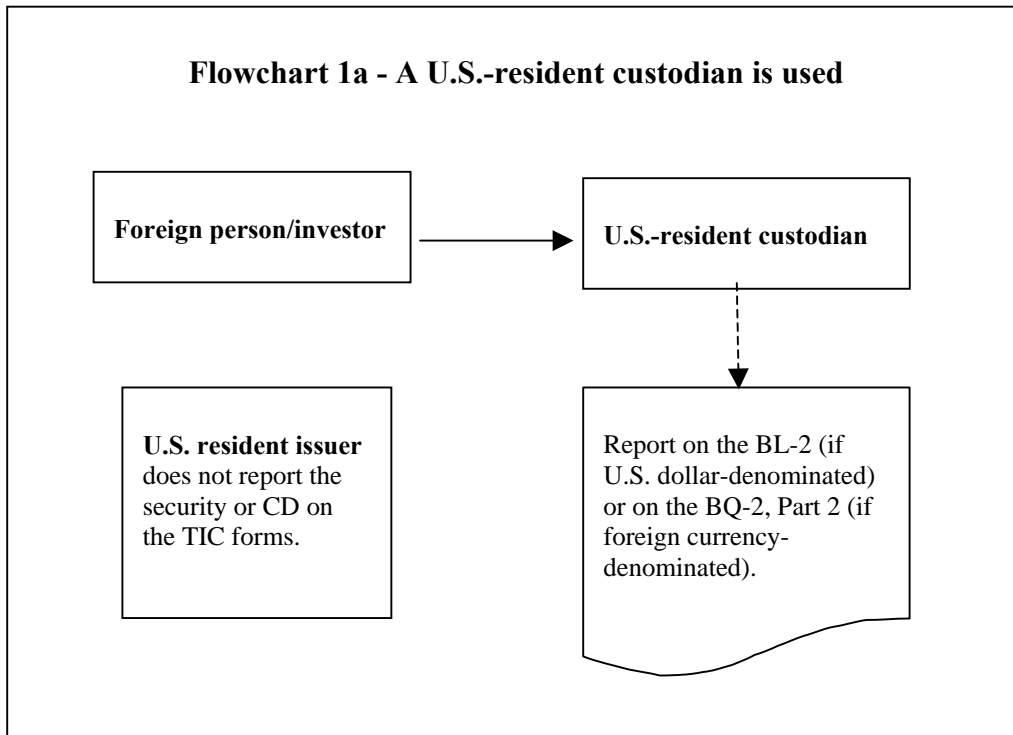 Flowchart 1a - A U.S.-resident custodian is used
Foreign person/investor
U.S.-resident custodian
U.S. resident issuer
does not report the
security or CD on
the TIC forms.
Report on the BL-2 (if
U.S. dollar-denominated)
or on the BQ-2, Part 2 (if
foreign currency-
denominated).